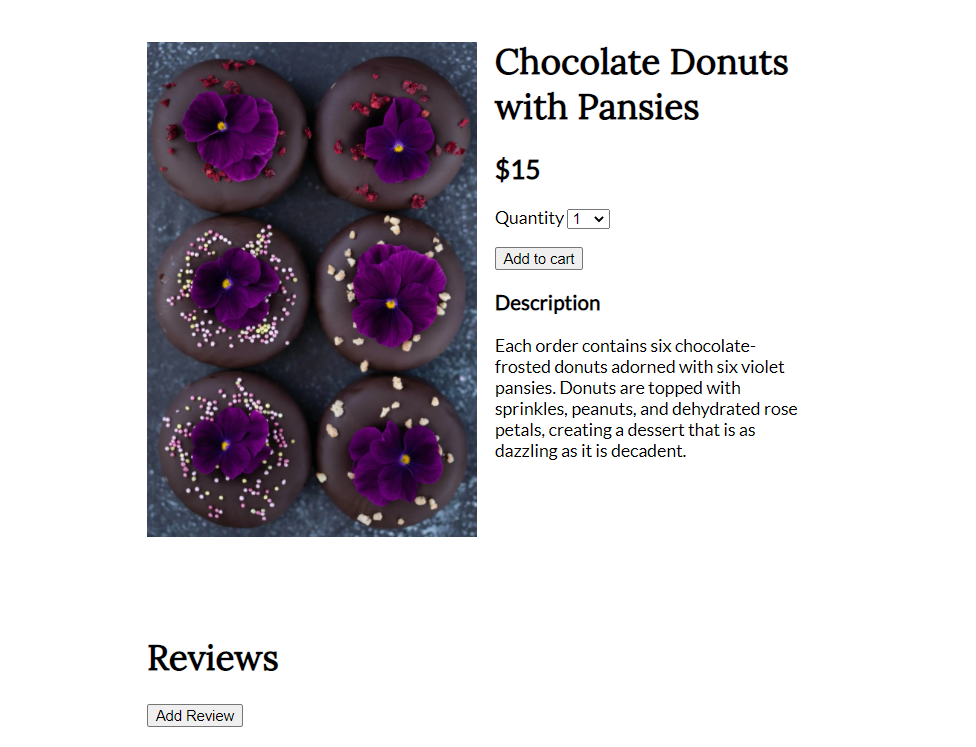 Chocolate Donuts
with Pansies
$15
Quantity 1
Add to cart
Description
Each order contains six chocolate-
frosted donuts adorned with six violet
pansies. Donuts are topped with
sprinkles, peanuts, and dehydrated rose
petals, creating a dessert that is as
dazzling as it is decadent.
Reviews
Add Review